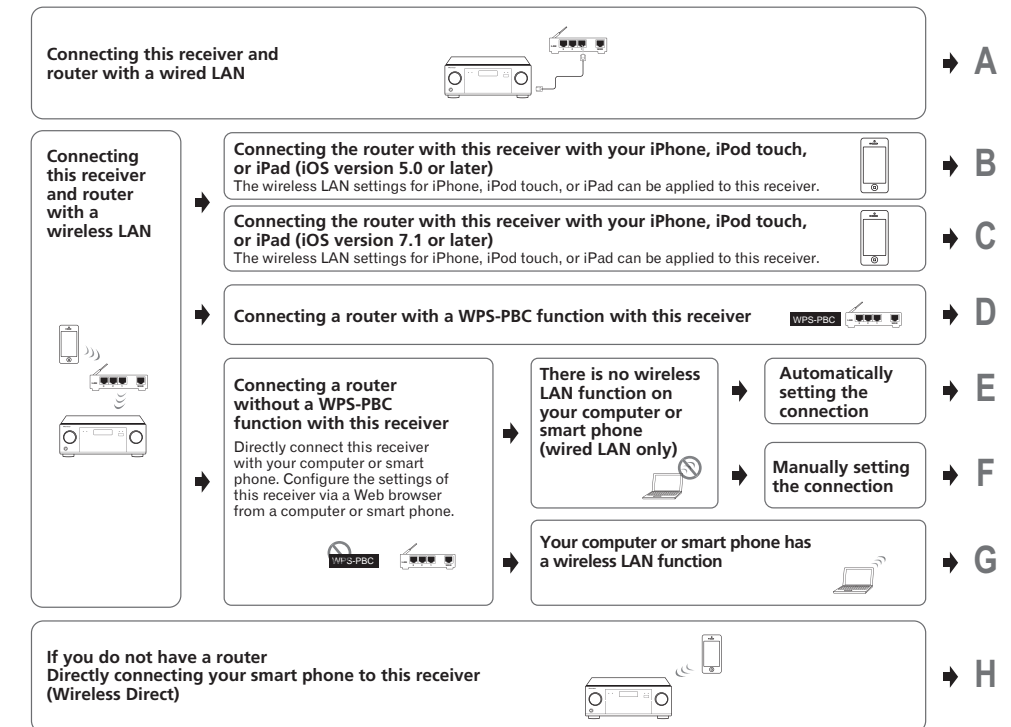 Connecting this receiver and
router with a wired LAN
A
Connecting
this receiver
and router
with a
wireless LAN
Connecting the router with this receiver with your iPhone, iPod touch,
or iPad (iOS version 5.0 or later)
The wireless LAN settings for iPhone, iPod touch, or iPad can be applied to this receiver.
B
Connecting the router with this receiver with your iPhone, iPod touch,
or iPad (iOS version 7.1 or later)
The wireless LAN settings for iPhone, iPod touch, or iPad can be applied to this receiver.
C
Connecting a router with a WPS-PBC function with this receiver
WPS-PBC
D
Connecting a router
without a WPS-PBC
function with this receiver
Directly connect this receiver
with your computer or smart
phone. Configure the settings of
this receiver via a Web browser
from a computer or smart phone.
WPS-PBC
There is no wireless
LAN function on
your computer or
smart phone
(wired LAN only)
Automatically
setting the
connection
E
Manually setting
the connection
F
Your computer or smart phone has
a wireless LAN function
G
If you do not have a router
Directly connecting your smart phone to this receiver
(Wireless Direct)
H